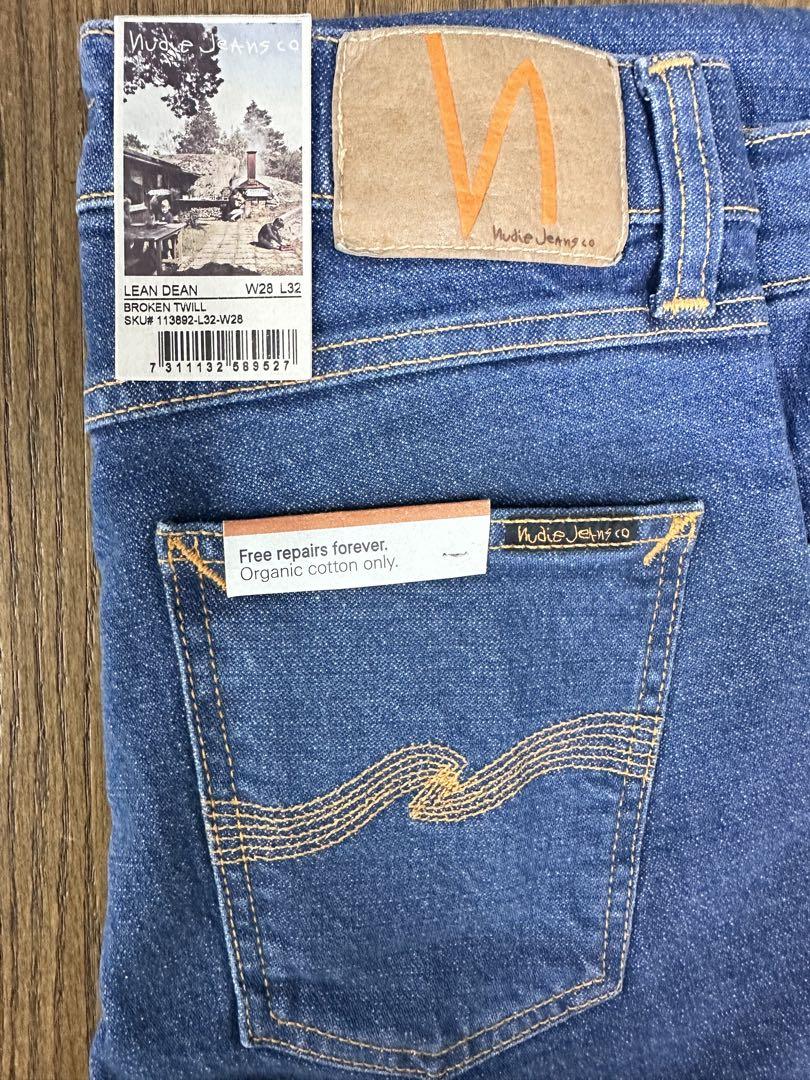 nudie Jeans co
LEAN DEAN W28 L32
BROKEN TWILL
SKU# 113892-L32-W28
7 311132 589527
nudie Jeans co
Free repairs forever.
Organic cotton only.
nudie Jeans co